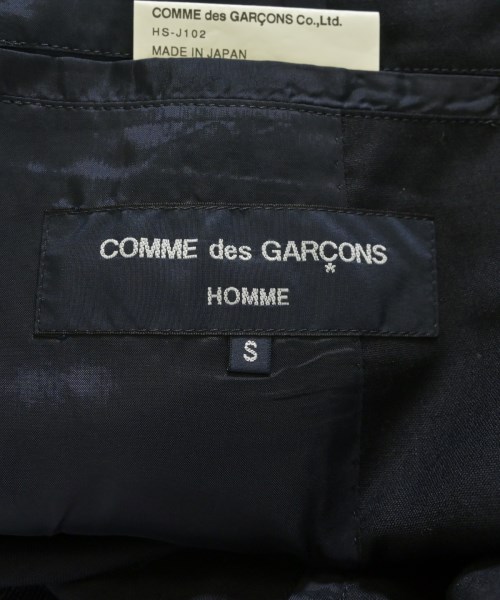 COMME des GARÇONS Co., Ltd.
HS-J102
MADE IN JAPAN
COMME des GARÇONS
*
HOMME
S